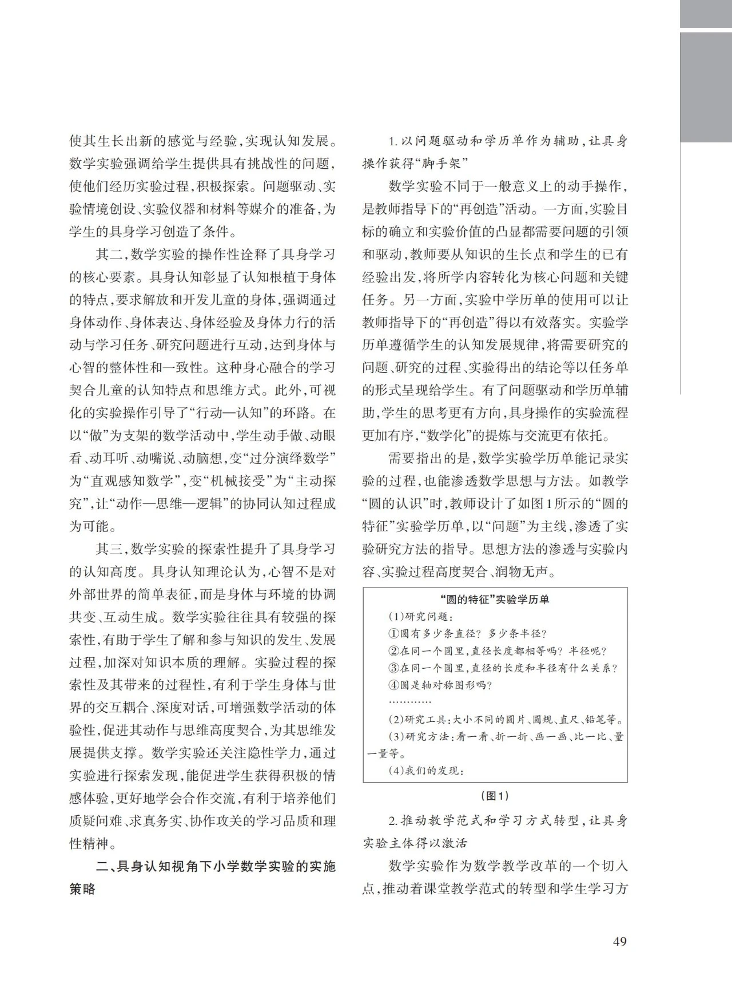 使其生长出新的感觉与经验,实现认知发展。
数学实验强调给学生提供具有挑战性的问题,
使他们经历实验过程,积极探索。问题驱动、实
验情境创设、实验仪器和材料等媒介的准备,为
学生的具身学习创造了条件。
其二,数学实验的操作性诠释了具身学习
的核心要素。具身认知彰显了认知根植于身体
的特点,要求解放和开发儿童的身体,强调通过
身体动作、身体表达、身体经验及身体力行的活
动与学习任务、研究问题进行互动,达到身体与
心智的整体性和一致性。这种身心融合的学习
契合儿童的认知特点和思维方式。此外,可视
化的实验操作引导了“行动—认知”的环路。在
以“做”为支架的数学活动中,学生动手做、动眼
看、动耳听、动嘴说、动脑想,变“过分演绎数学”
为“直观感知数学”,变“机械接受”为“主动探
究”,让“动作—思维—逻辑”的协同认知过程成
为可能。
其三,数学实验的探索性提升了具身学习
的认知高度。具身认知理论认为,心智不是对
外部世界的简单表征,而是身体与环境的协调
共变、互动生成。数学实验往往具有较强的探
索性,有助于学生了解和参与知识的发生、发展
过程,加深对知识本质的理解。实验过程的探
索性及其带来的过程性,有利于学生身体与世
界的交互耦合、深度对话,可增强数学活动的体
验性,促进其动作与思维高度契合,为其思维发
展提供支撑。数学实验还关注隐性学力,通过
实验进行探索发现,能促进学生获得积极的情
感体验,更好地学会合作交流,有利于培养他们
质疑问难、求真务实、协作攻关的学习品质和理
性精神。
二、具身认知视角下小学数学实验的实施
策略
1.以问题驱动和学历单作为辅助,让具身
操作获得“脚手架”
数学实验不同于一般意义上的动手操作,
是教师指导下的“再创造”活动。一方面,实验目
标的确立和实验价值的凸显都需要问题的引领
和驱动,教师要从知识的生长点和学生的已有
经验出发,将所学内容转化为核心问题和关键
任务。另一方面,实验中学历单的使用可以让
教师指导下的“再创造”得以有效落实。实验学
历单遵循学生的认知发展规律,将需要研究的
问题、研究的过程、实验得出的结论等以任务单
的形式呈现给学生。有了问题驱动和学历单辅
助,学生的思考更有方向,具身操作的实验流程
更加有序,“数学化”的提炼与交流更有依托。
需要指出的是,数学实验学历单能记录实
验的过程,也能渗透数学思想与方法。如教学
“圆的认识”时,教师设计了如图1所示的“圆的
特征”实验学历单,以“问题”为主线,渗透了实
验研究方法的指导。思想方法的渗透与实验内
容、实验过程高度契合、润物无声。
“圆的特征”实验学历单
(1)研究问题:
①圆有多少条直径?多少条半径?
②在同一个圆里,直径长度都相等吗?半径呢?
③在同一个圆里,直径的长度和半径有什么关系?
④圆是轴对称图形吗?
…………
(2)研究工具:大小不同的圆片、圆规、直尺、铅笔等。
(3)研究方法:看一看、折一折、画一画、比一比、量
一量等。
(4)我们的发现:
(图1)
2.推动教学范式和学习方式转型,让具身
实验主体得以激活
数学实验作为数学教学改革的一个切入
点,推动着课堂教学范式的转型和学生学习方
49